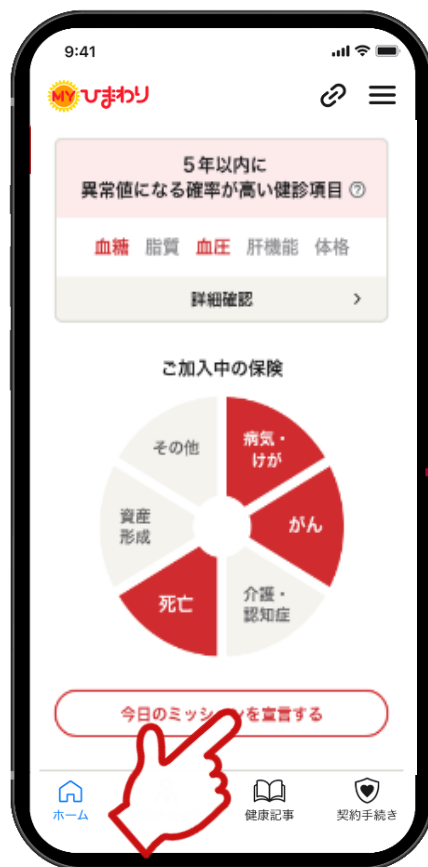 9:41
MYひまわり
5年以内に
異常値になる確率が高い健診項目 ?
血糖 脂質 血圧 肝機能 体格
詳細確認 >
ご加入中の保険
その他
病気・
けが
資産
形成
がん
死亡
介護・
認知症
今日のミッションを宣言する
ホーム
健康記事
契約手続き